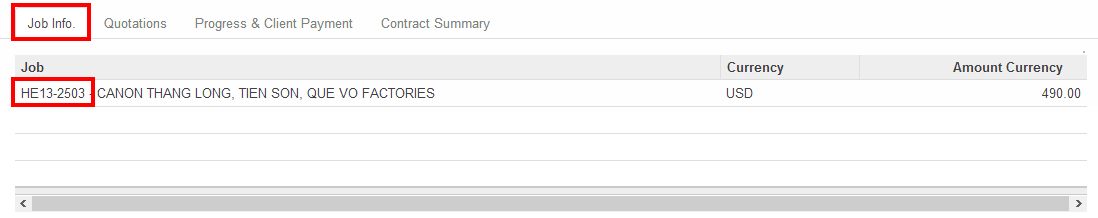 Job Info. Quotations Progress & Client Payment Contract Summary
Job Currency Amount Currency
HE13-2503 - CANON THANG LONG, TIEN SON, QUE VO FACTORIES USD 490.00